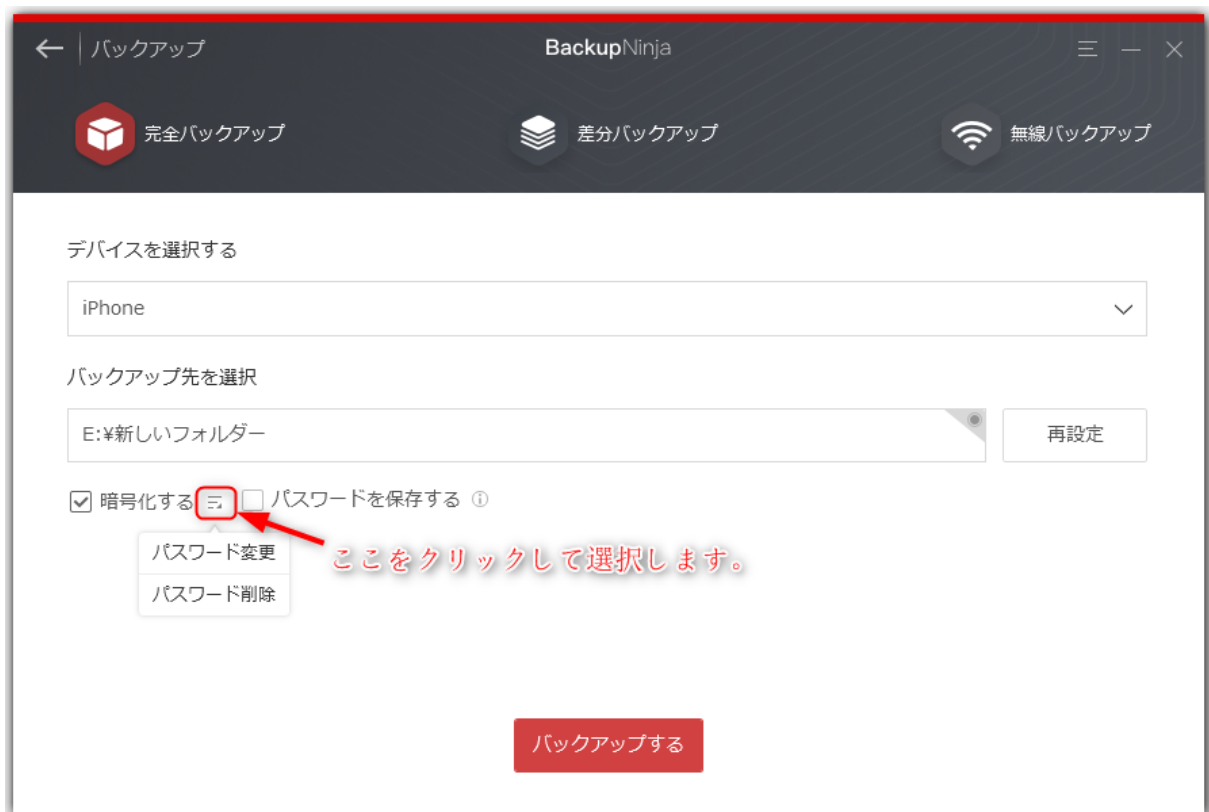 バックアップ
BackupNinja
完全バックアップ
差分バックアップ
無線バックアップ
デバイスを選択する
iPhone
バックアップ先を選択
E:¥新しいフォルダー
再設定
暗号化する
パスワードを保存する
パスワード変更
ここをクリックして選択します。
パスワード削除
バックアップする